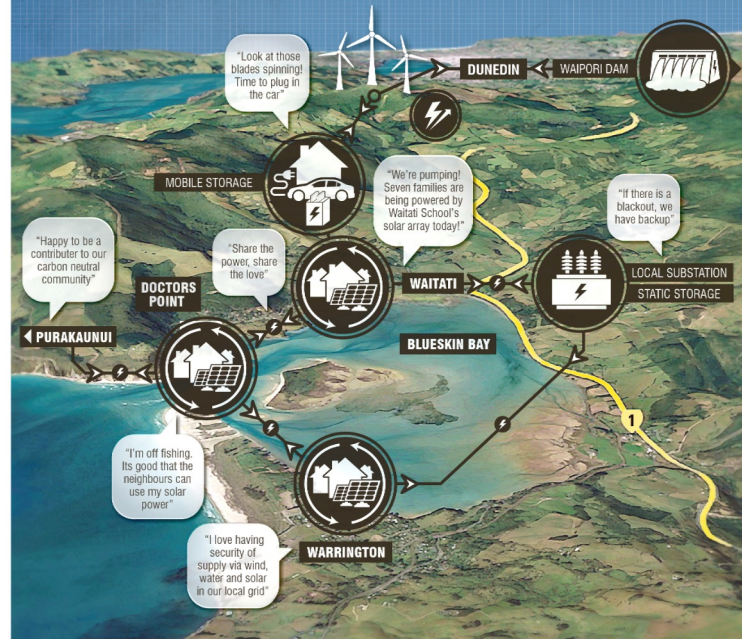 "Look at those
blades spinning!
Time to plug in
the car"
DUNEDIN
WAIPORI DAM
MOBILE STORAGE
"We're pumping!
Seven families are
being powered by
Waitati School's
solar array today!"
"If there is a
blackout, we
have backup"
"Happy to be a
contributer to our
carbon neutral
community"
"Share the
power, share
the love"
DOCTORS
POINT
WAITATI
LOCAL SUBSTATION
STATIC STORAGE
PURAKAUNUI
BLUESKIN BAY
1
"I'm off fishing.
Its good that the
neighbours can
use my solar
power"
"I love having
security of
supply via wind,
water and solar
in our local grid"
WARRINGTON